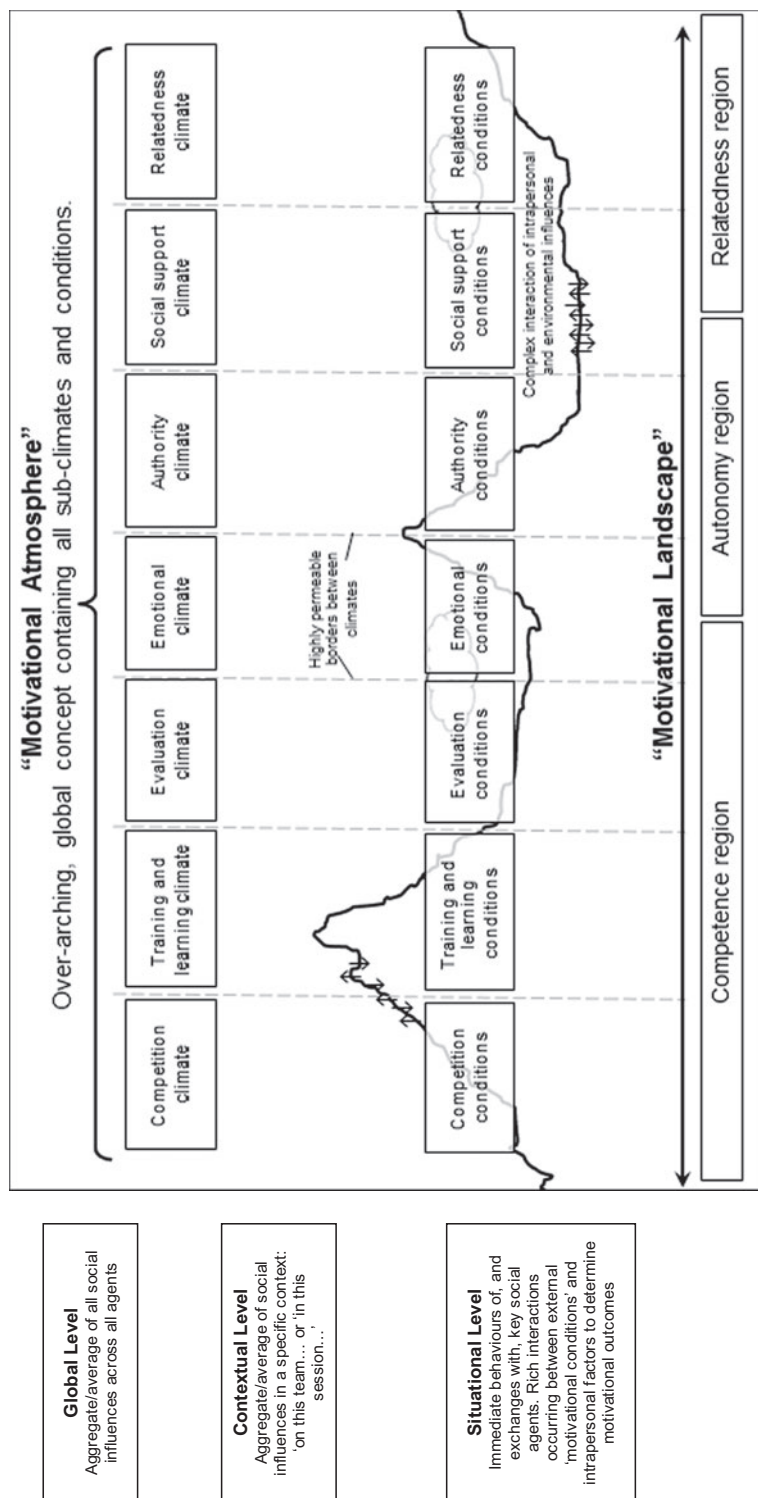 Global Level
Aggregate/average of all social
influences across all agents
Contextual Level
Aggregate/average of social
influences in a specific context:
‘on this team… or ‘in this
session…’
Situational Level
Immediate behaviours of, and
exchanges with, key social
agents. Rich interactions
occurring between external
‘motivational conditions’ and
intrapersonal factors to determine
motivational outcomes
“Motivational Atmosphere”
Over-arching, global concept containing all sub-climates and conditions.
Competition
climate
Training and
learning climate
Evaluation
climate
Emotional
climate
Authority
climate
Social support
climate
Relatedness
climate
Highly permeable
borders between
climates
Competition
conditions
Training and
learning
conditions
Evaluation
conditions
Emotional
conditions
Authority
conditions
Social support
conditions
Relatedness
conditions
Complex interaction of intrapersonal
and environmental influences
“Motivational Landscape”
Competence region
Autonomy region
Relatedness region